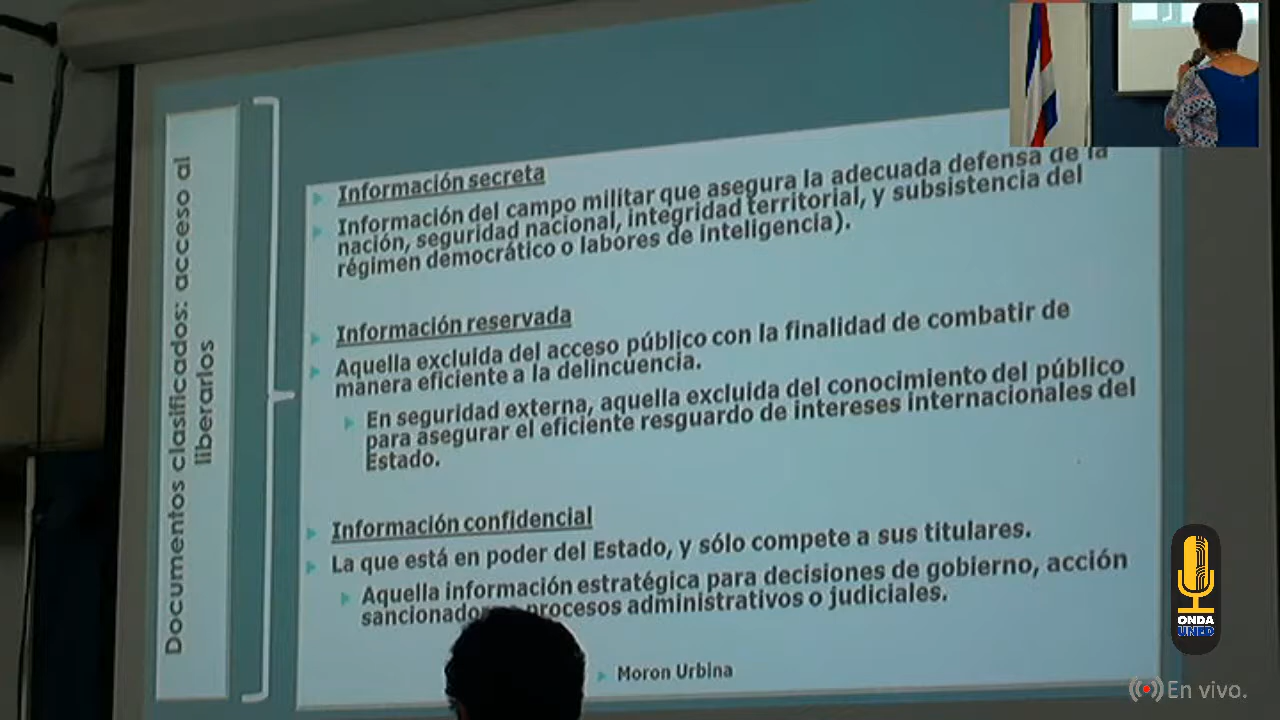 Documentos clasificados: acceso al
liberarlos
Información secreta
Información del campo militar que asegura la adecuada defensa de la
nación, seguridad nacional, integridad territorial, y subsistencia del
régimen democrático o labores de inteligencia).
Información reservada
Aquella excluida del acceso público con la finalidad de combatir de
manera eficiente a la delincuencia.
En seguridad externa, aquella excluida del conocimiento del público
para asegurar el eficiente resguardo de intereses internacionales del
Estado.
Información confidencial
La que está en poder del Estado, y sólo compete a sus titulares.
Aquella información estratégica para decisiones de gobierno, acción
procesos administrativos o judiciales.
Moron Urbina
ONDA
UNED
En vivo.